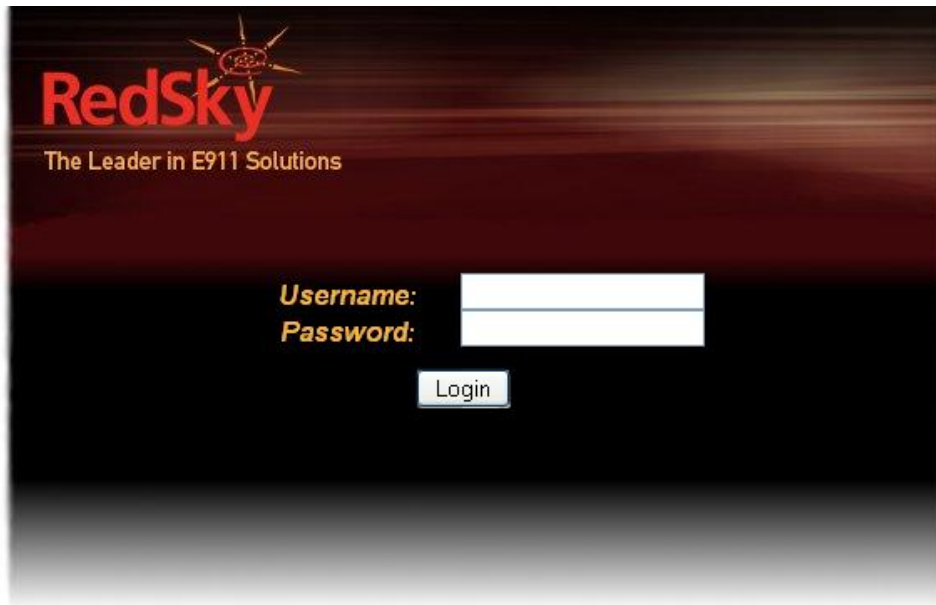 RedSky
The Leader in E911 Solutions
Username:
Password:
Login